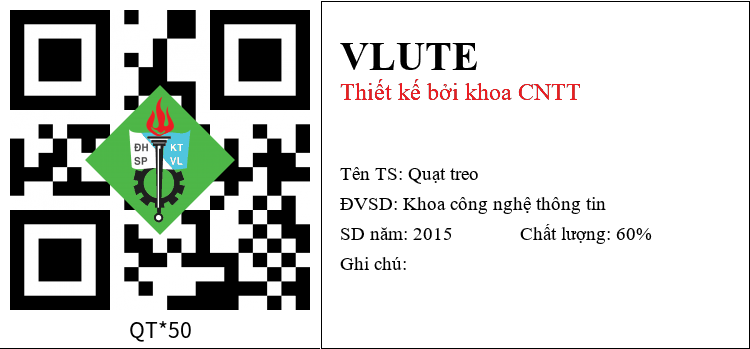 ĐH KT
SP VL
QT*50
VLUTE
Thiết kế bởi khoa CNTT
Tên TS: Quạt treo
ĐVSD: Khoa công nghệ thông tin
SD năm: 2015 Chất lượng: 60%
Ghi chú: